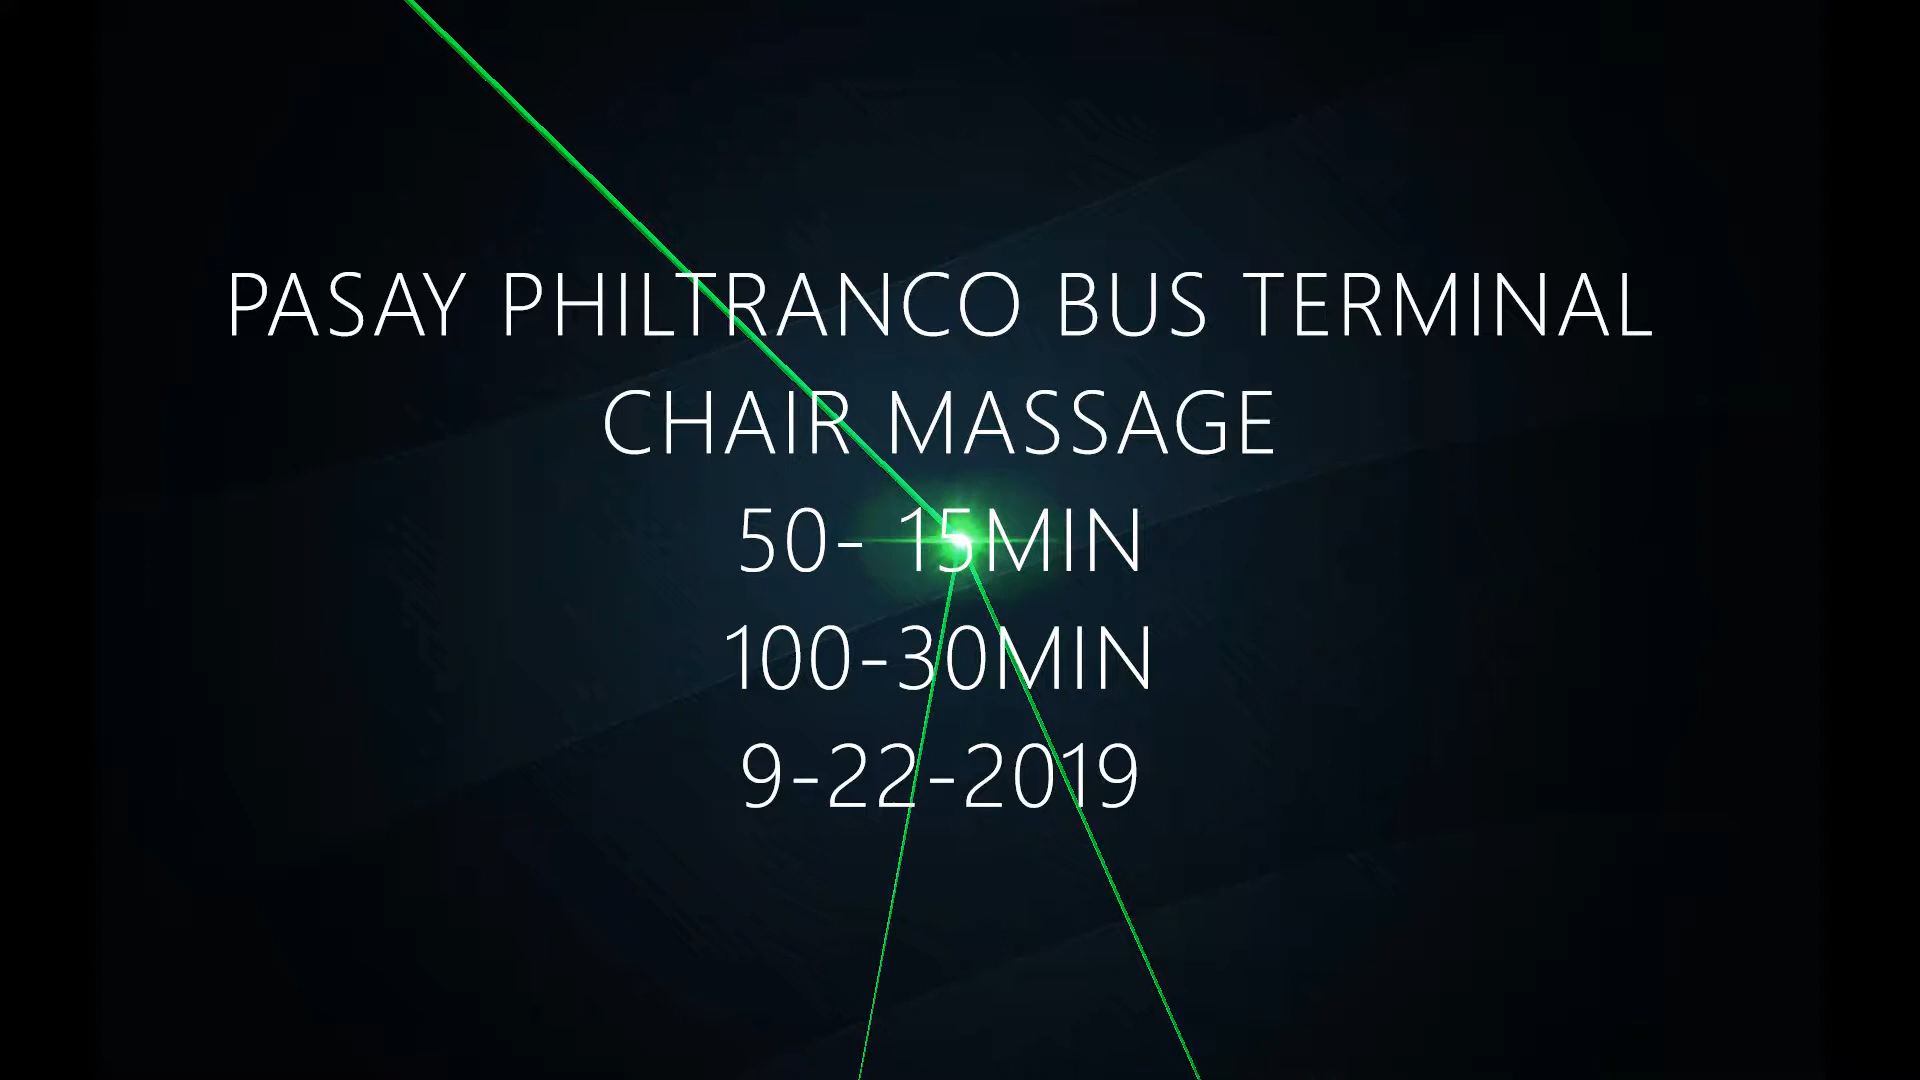 PASAY PHILTRANCO BUS TERMINAL
CHAIR MASSAGE
50- 15MIN
100-30MIN
9-22-2019